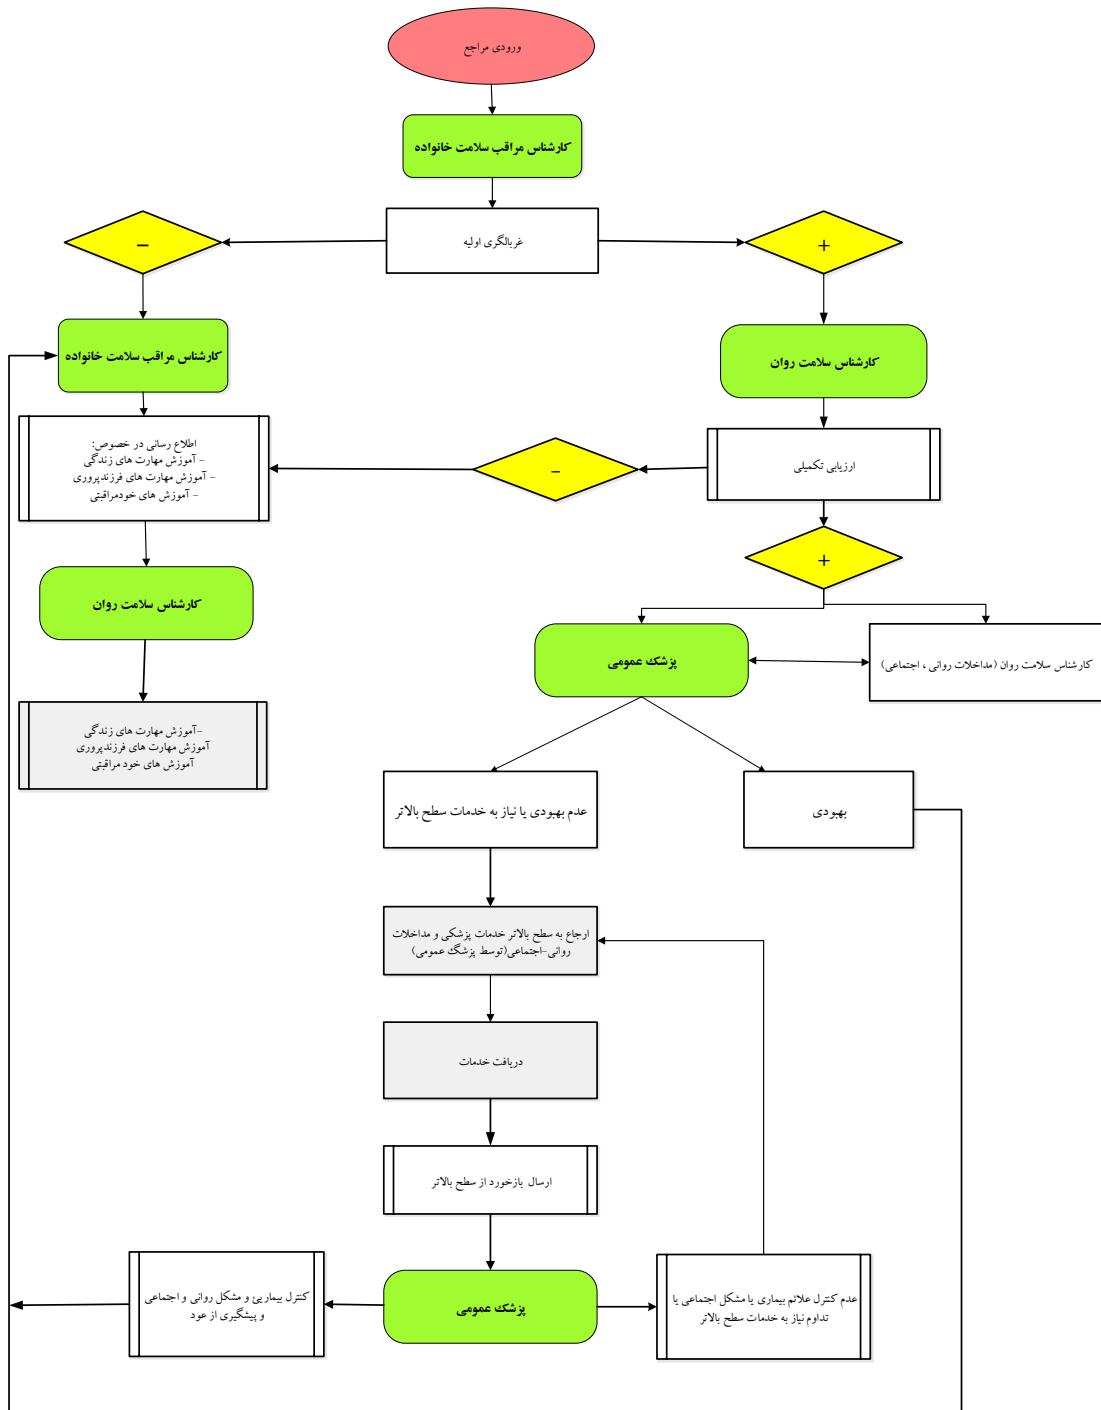 ورودی مراجع
کارشناس مراقب سلامت خانواده
غربالگری اولیه
–
+
کارشناس مراقب سلامت خانواده
کارشناس سلامت روان
اطلاع رسانی در خصوص:
– آموزش مهارت های زندگی
– آموزش مهارت های فرزندپروری
– آموزش های خودمراقبتی
–
ارزیابی تکمیلی
+
کارشناس سلامت روان
پزشک عمومی
کارشناس سلامت روان (مداخلات روانی ، اجتماعی)
–آموزش مهارت های زندگی
آموزش مهارت های فرزندپروری
آموزش های خود مراقبتی
عدم بهبودی یا نیاز به خدمات سطح بالاتر
بهبودی
ارجاع به سطح بالاتر خدمات پزشکی و مداخلات
روانی-اجتماعی(توسط پزشگ عمومی)
دریافت خدمات
ارسال بازخورد از سطح بالاتر
کنترل بیماریئ و مشکل روانی و اجتماعی
و پیشگیری از عود
پزشک عمومی
عدم کنترل علائم بیماری یا مشکل اجتماعی یا
تداوم نیاز به خدمات سطح بالاتر